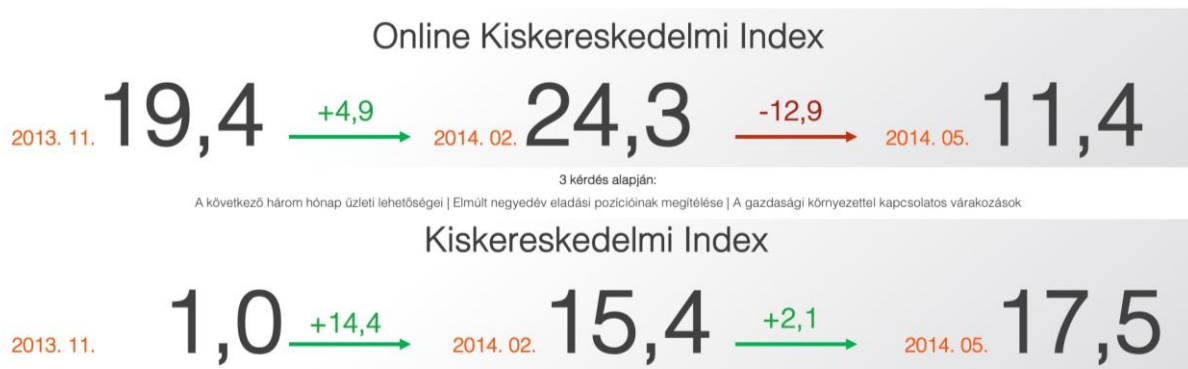 Online Kiskereskedelmi Index
2013. 11. 19,4 +4,9 2014. 02. 24,3 -12,9 2014. 05. 11,4
3 kérdés alapján:
A következő három hónap üzleti lehetőségei | Elmúlt negyedév eladási pozícióinak megítélése | A gazdasági környezettel kapcsolatos várakozások
Kiskereskedelmi Index
2013. 11. 1,0 +14,4 2014. 02. 15,4 +2,1 2014. 05. 17,5